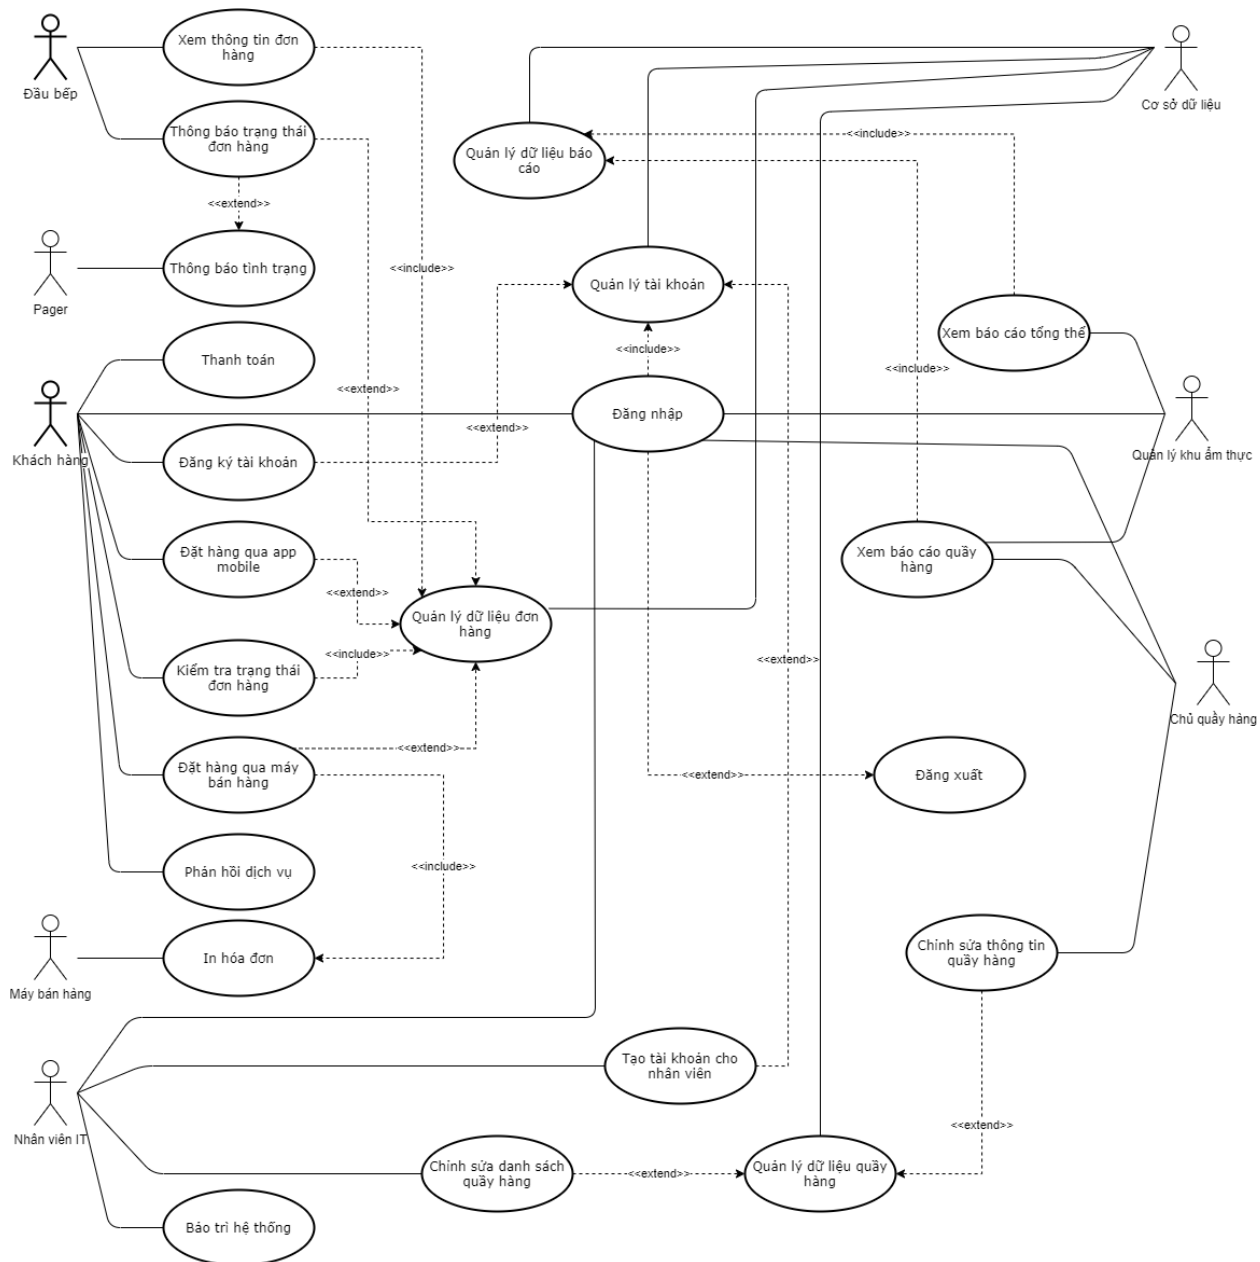 Xem thông tin đơn
hàng
Đầu bếp
Cơ sở dữ liệu
Thông báo trạng thái
đơn hàng
<<include>>
Quản lý dữ liệu báo
cáo
<<extend>>
Thông báo tình trạng
<<include>>
Pager
Quản lý tài khoản
Xem báo cáo tổng thể
<<include>>
Thanh toán
<<include>>
<<extend>>
Khách hàng
Đăng nhập
<<extend>>
Quản lý khu ẩm thực
Đăng ký tài khoản
Đặt hàng qua app
mobile
Xem báo cáo quầy
hàng
<<extend>>
Quản lý dữ liệu đơn
hàng
<<include>>
<<extend>>
Kiểm tra trạng thái
đơn hàng
Chủ quầy hàng
<<extend>>
Đặt hàng qua máy
bán hàng
<<extend>>
Đăng xuất
<<include>>
Phản hồi dịch vụ
In hóa đơn
Máy bán hàng
Chỉnh sửa thông tin
quầy hàng
Tạo tài khoản cho
nhân viên
Nhân viên IT
<<extend>>
Chỉnh sửa danh sách
quầy hàng
<<extend>>
Quản lý dữ liệu quầy
hàng
Bảo trì hệ thống